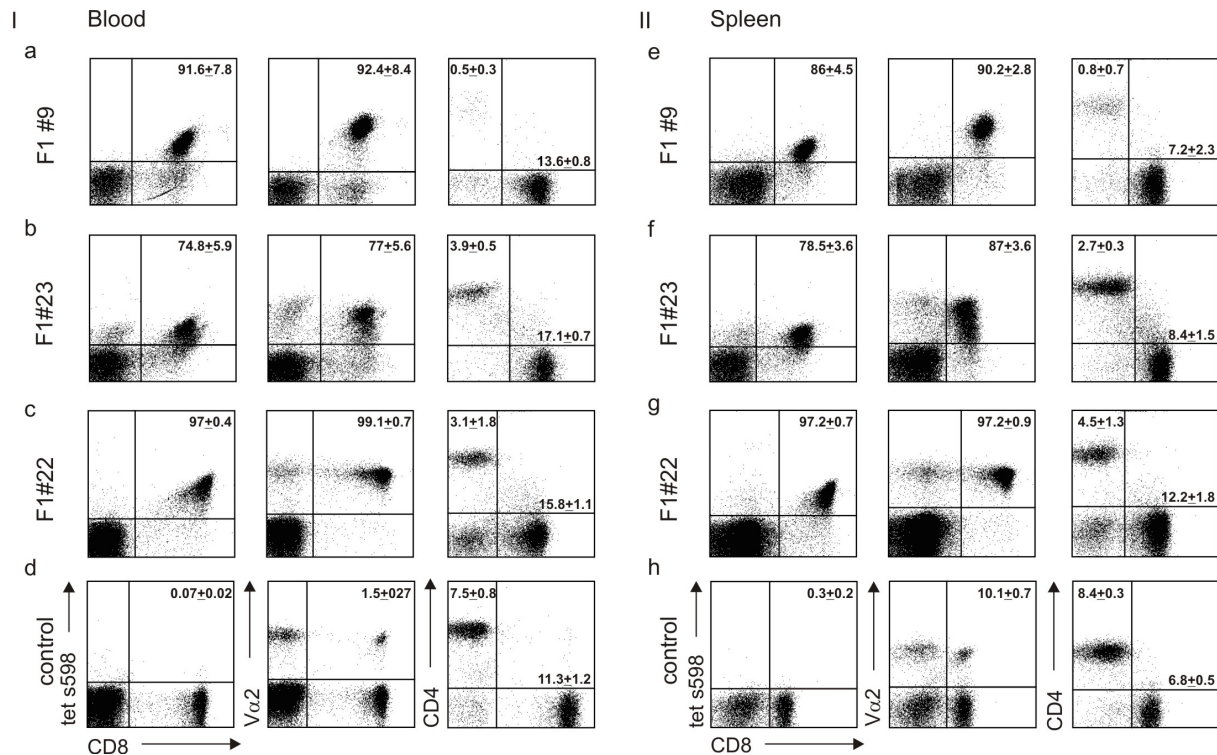 I Blood II Spleen
a e
F1 #9 91.6±7.8 92.4±8.4 0.5±0.3 13.6±0.8 F1 #9 86±4.5 90.2±2.8 0.8±0.7 7.2±2.3
b f
F1#23 74.8±5.9 77±5.6 3.9±0.5 17.1±0.7 F1#23 78.5±3.6 87±3.6 2.7±0.3 8.4±1.5
c g
F1#22 97±0.4 99.1±0.7 3.1±1.8 15.8±1.1 F1#22 97.2±0.7 97.2±0.9 4.5±1.3 12.2±1.8
d h
control tet s598 0.07±0.02 Vα2 1.5±027 CD4 7.5±0.8 11.3±1.2 control tet s598 0.3±0.2 Vα2 10.1±0.7 CD4 8.4±0.3 6.8±0.5
CD8 CD8